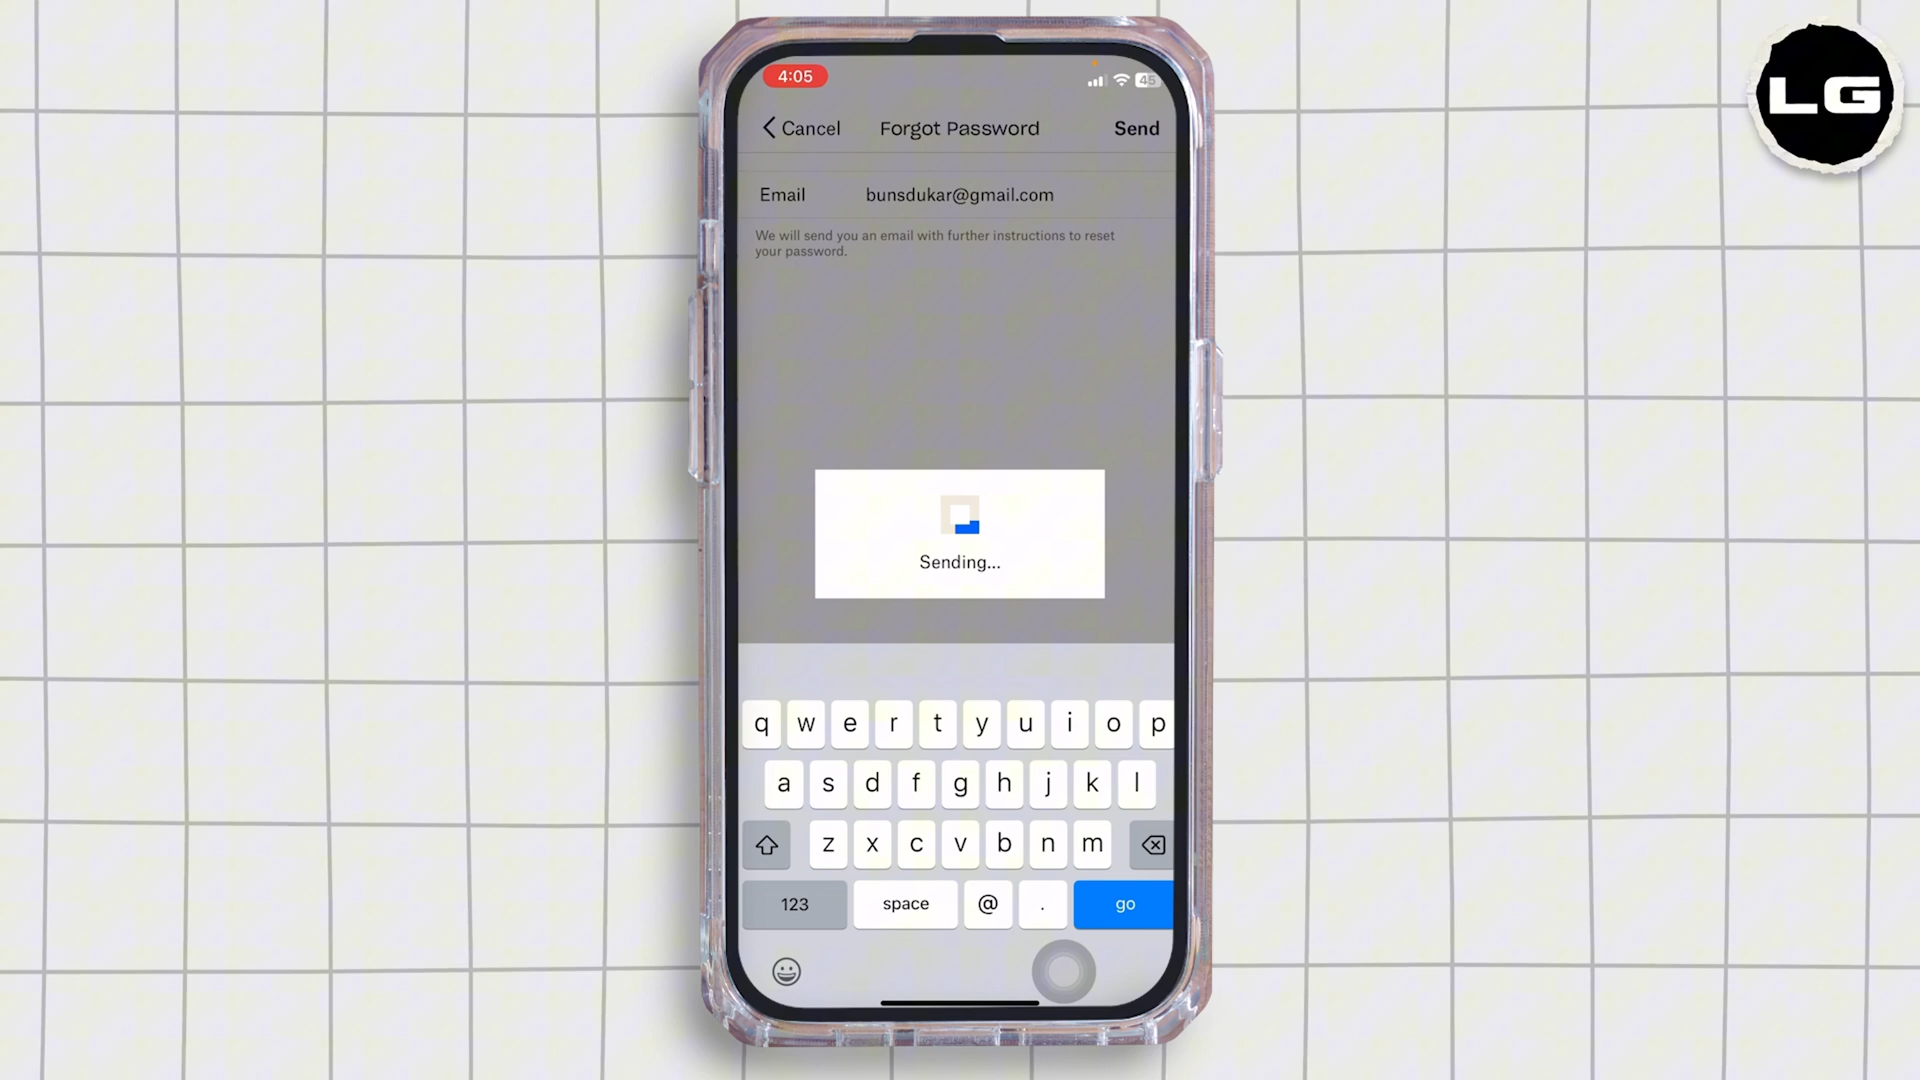 4:05
45
LG
Cancel
Forgot Password
Send
Email
bunsdukar@gmail.com
We will send you an email with further instructions to reset
your password.
Sending...
q w e r t y u i o p
a s d f g h j k l
z x c v b n m
123
space
@
.
go